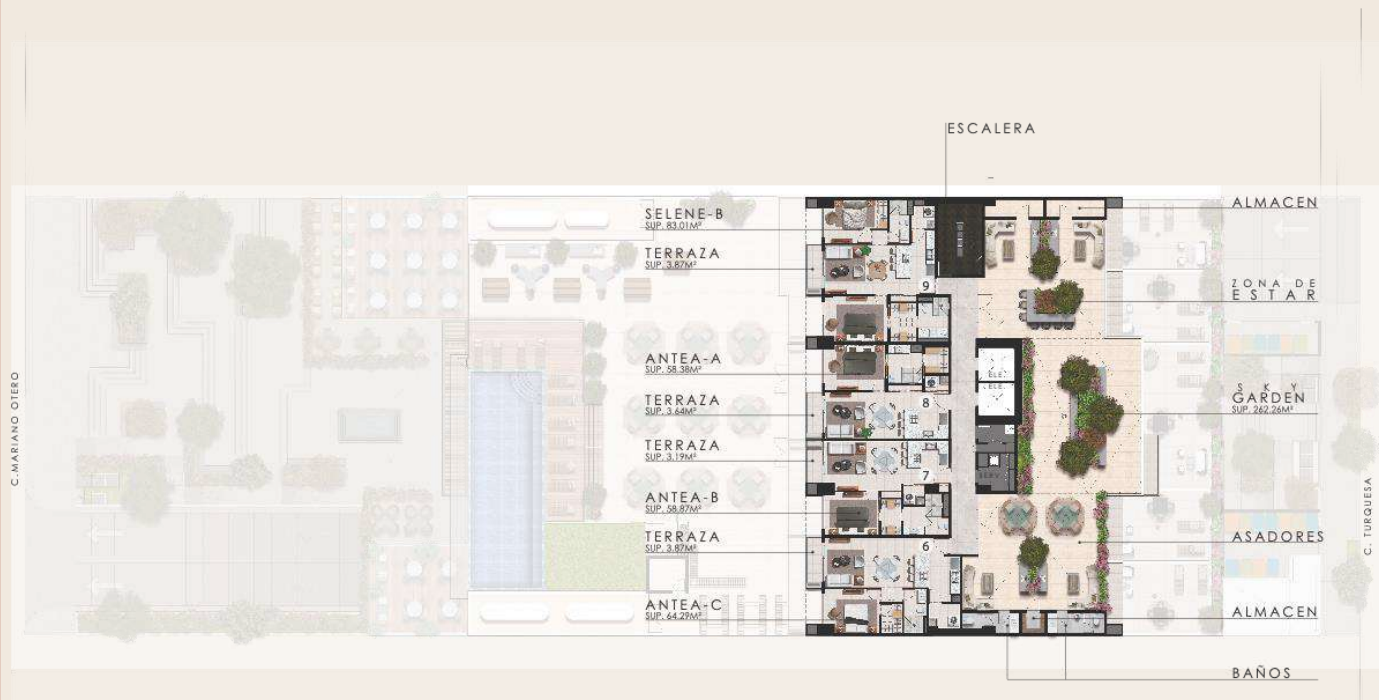 ESCALERA
SELENE-B
SUP. 83.01M²
TERRAZA
SUP. 3.87M²
ANTEA-A
SUP. 58.38M²
TERRAZA
SUP. 3.64M²
TERRAZA
SUP. 3.19M²
ANTEA-B
SUP. 58.87M²
TERRAZA
SUP. 3.87M²
ANTEA-C
SUP. 64.29M²
9
8
7
6
ELE.
ELE.
ALMACEN
ZONA DE
ESTAR
SKY
GARDEN
SUP. 262.26M²
ASADORES
ALMACEN
BAÑOS
C.MARIANO OTERO
C. TURQUESA